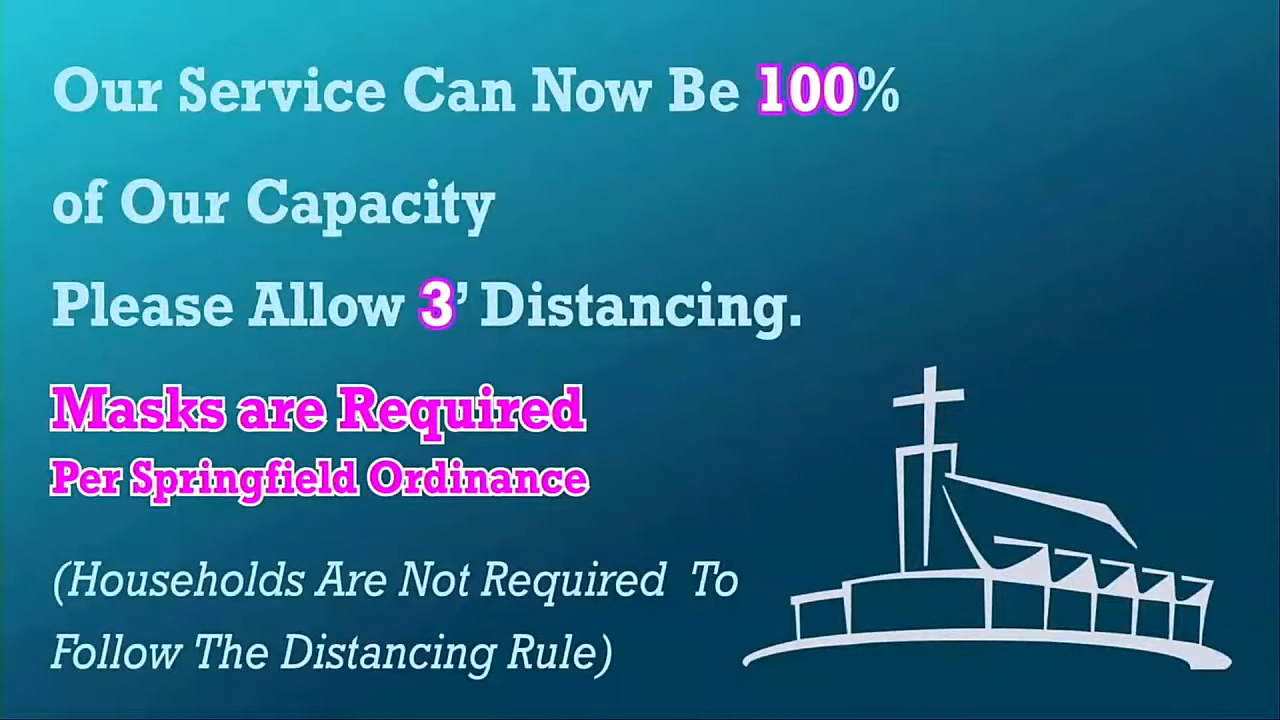 Our Service Can Now Be 100%
of Our Capacity
Please Allow 3’ Distancing.
Masks are Required
Per Springfield Ordinance
(Households Are Not Required To
Follow The Distancing Rule)